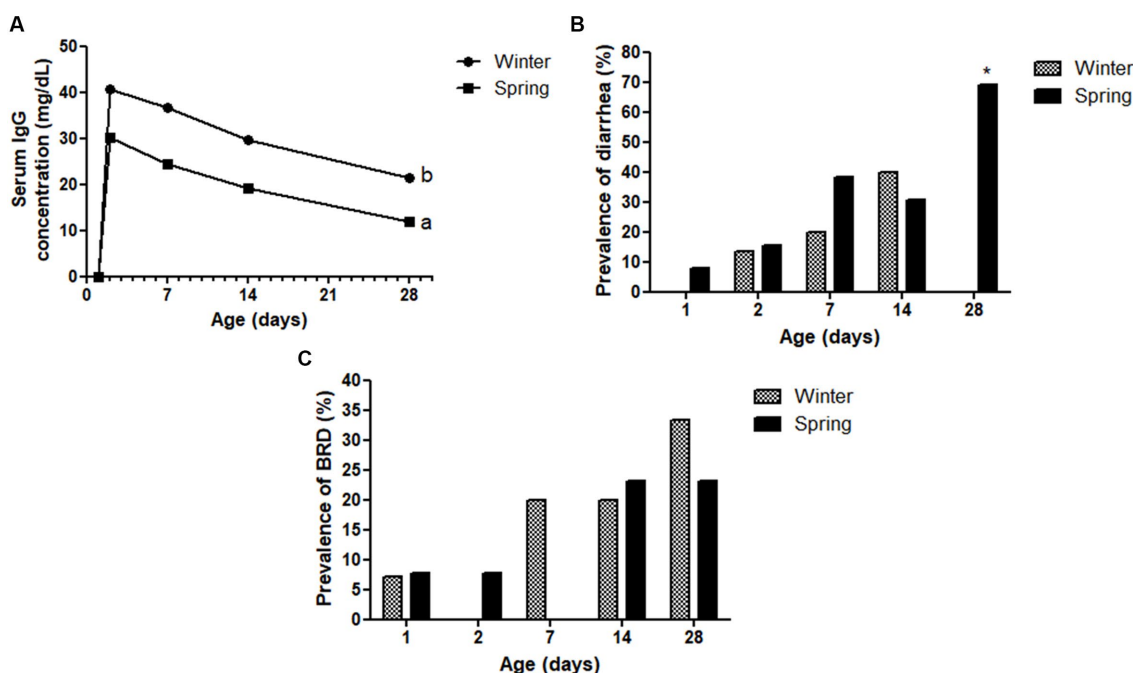 A
Serum IgG
concentration (mg/dL)
50
40
30
20
10
0
0 7 14 21 28
Age (days)
Winter
Spring
b
a
B
Prevalence of diarrhea (%)
80
70
60
50
40
30
20
10
0
1 2 7 14 28
Age (days)
*
Winter
Spring
C
Prevalence of BRD (%)
40
35
30
25
20
15
10
5
0
1 2 7 14 28
Age (days)
Winter
Spring